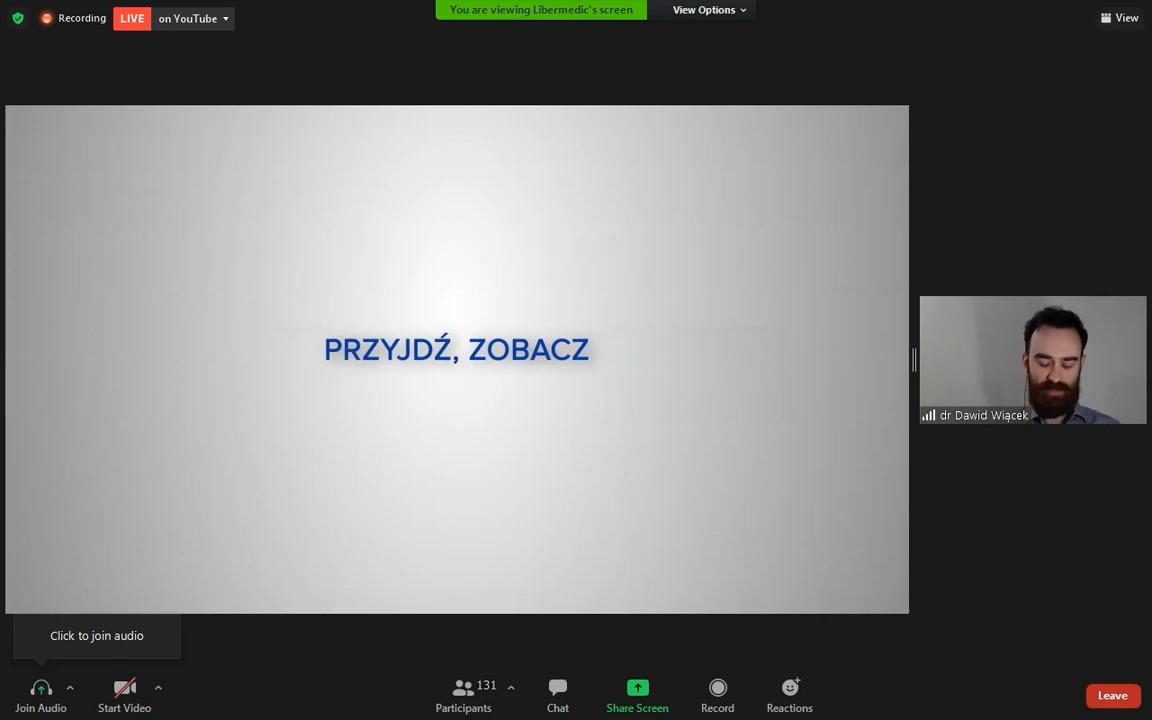 Recording
LIVE on YouTube
You are viewing Libermedic's screen
View Options
View
PRZYJDŹ, ZOBACZ
dr Dawid Wiącek
Click to join audio
Join Audio
Start Video
131
Participants
Chat
Share Screen
Record
Reactions
Leave